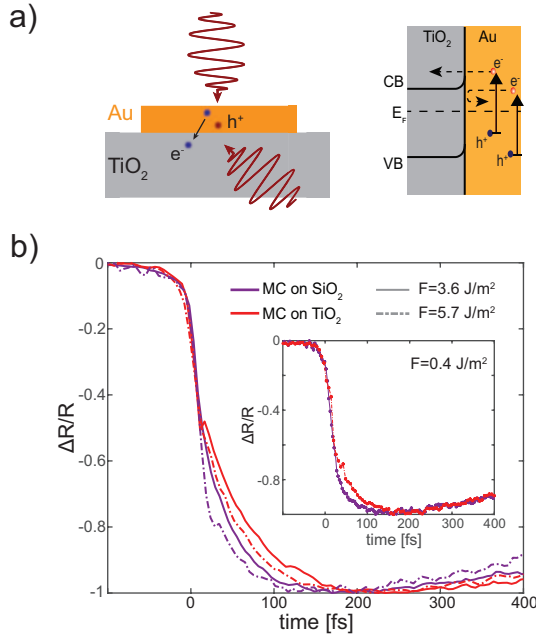 a)
Au
h⁺
e⁻
TiO₂
TiO₂ Au
e⁻
CB
e⁻
E_F
h⁺
VB
h⁺
b)
0
-0.2
-0.4
-0.6
-0.8
-1
ΔR/R
MC on SiO₂
MC on TiO₂
F=3.6 J/m²
F=5.7 J/m²
F=0.4 J/m²
0
-0.4
-0.8
ΔR/R
0 100 200 300 400
time [fs]
0 100 200 300 400
time [fs]